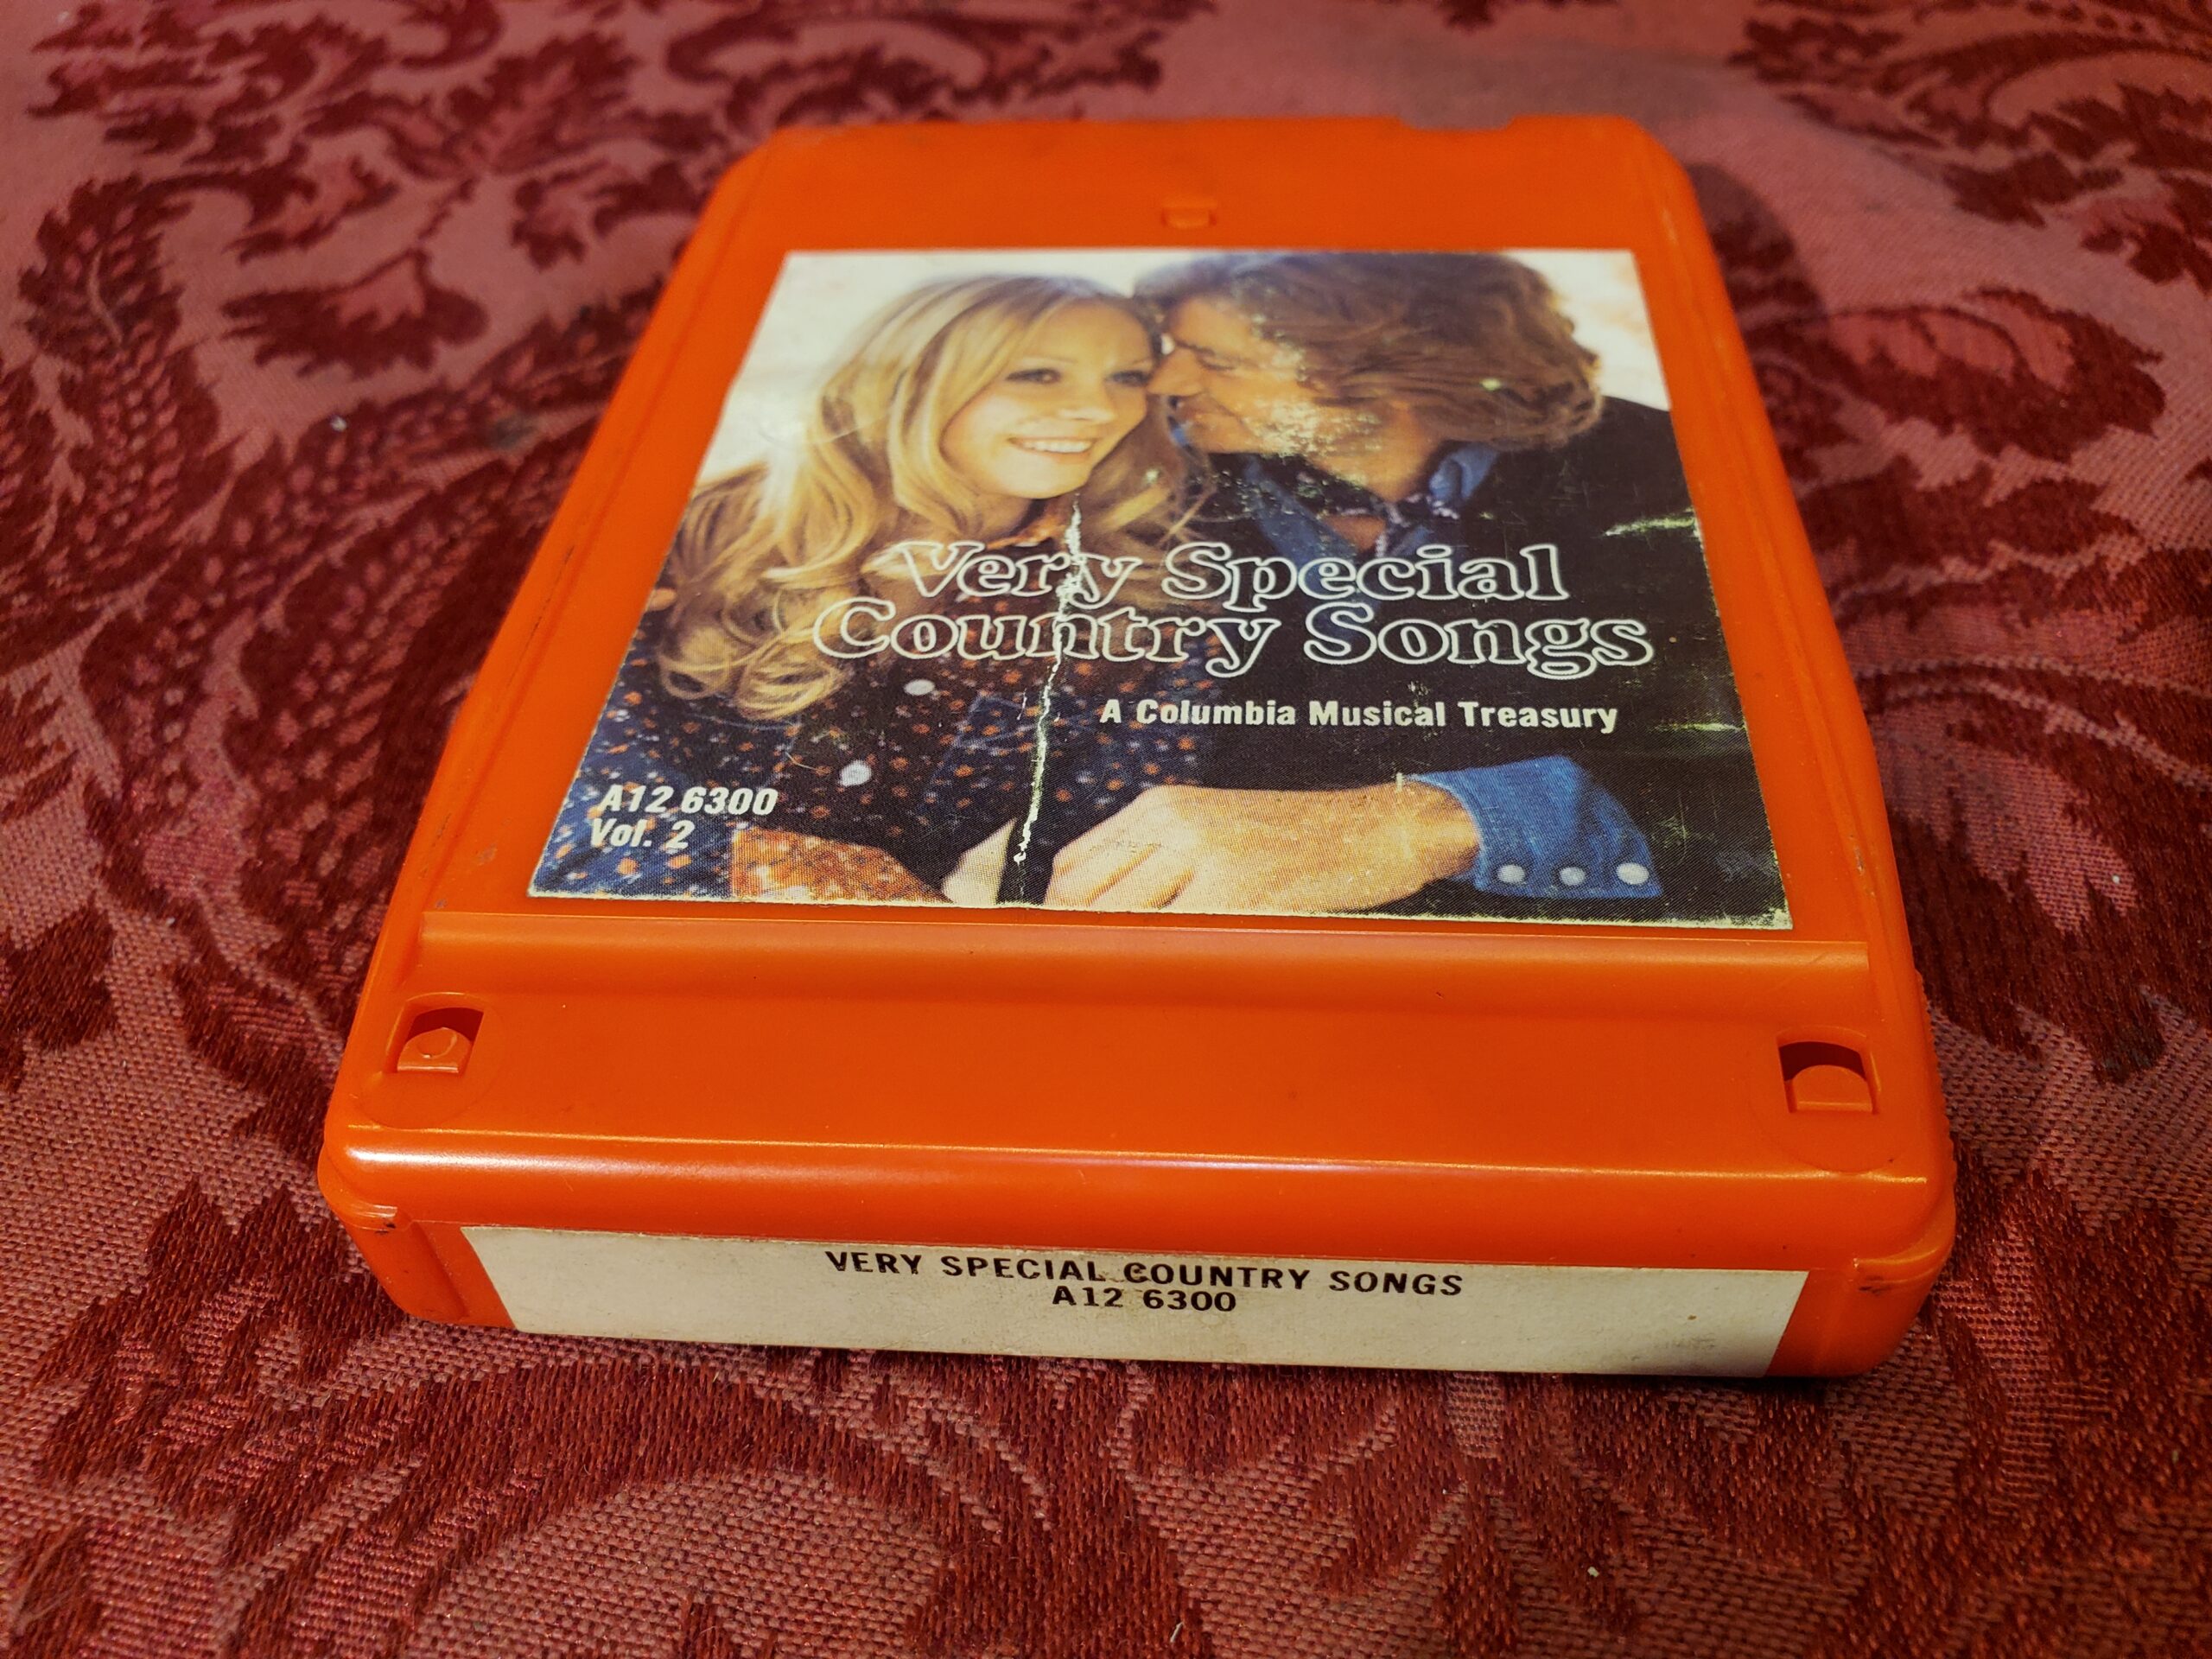 Very Special
Country Songs
A Columbia Musical Treasury
A12 6300
Vol. 2
VERY SPECIAL COUNTRY SONGS
A12 6300